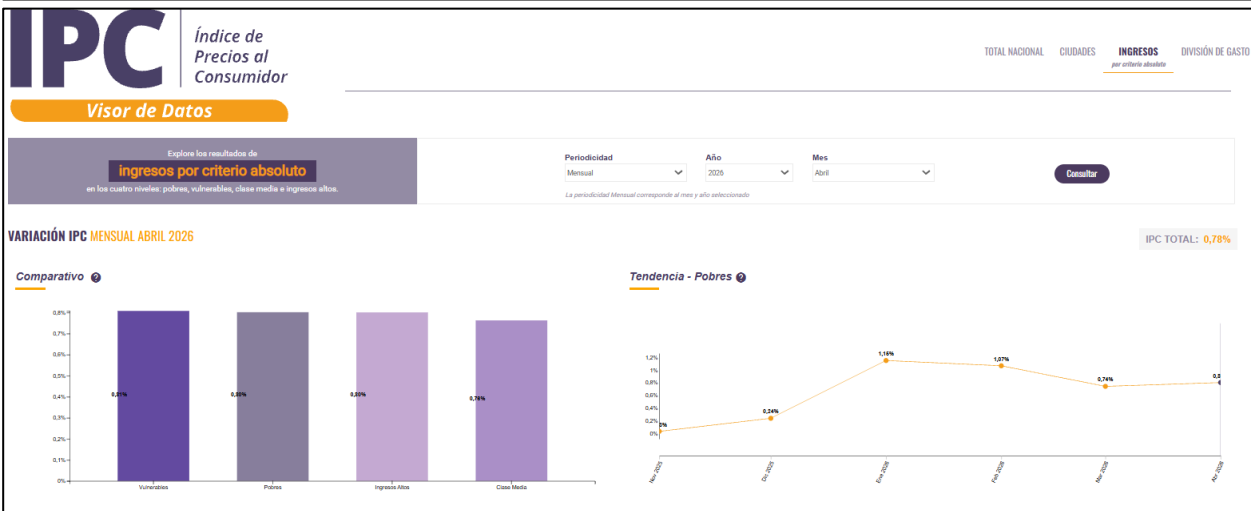 IPC
Índice de
Precios al
Consumidor
Visor de Datos
TOTAL NACIONAL CIUDADES INGRESOS DIVISIÓN DE GASTO
por criterio absoluto
Explore los resultados de
ingresos por criterio absoluto
en los cuatro niveles: pobres, vulnerables, clase media e ingresos altos.
Periodicidad Año Mes
Mensual 2026 Abril
Consultar
La periodicidad Mensual corresponde al mes y año seleccionado
VARIACIÓN IPC MENSUAL ABRIL 2026
IPC TOTAL: 0,78%
Comparativo
0,8%
0,7%
0,6%
0,5%
0,4%
0,3%
0,2%
0,1%
0%
0,81%
0,80%
0,80%
0,76%
Vulnerables Pobres Ingresos Altos Clase Media
Tendencia - Pobres
1,2%
1%
0,8%
0,6%
0,4%
0,2%
0%
0,24%
1,15%
1,07%
0,74%
Nov 2025 Dic 2025 Ene 2026 Feb 2026 Mar 2026 Abr 2026